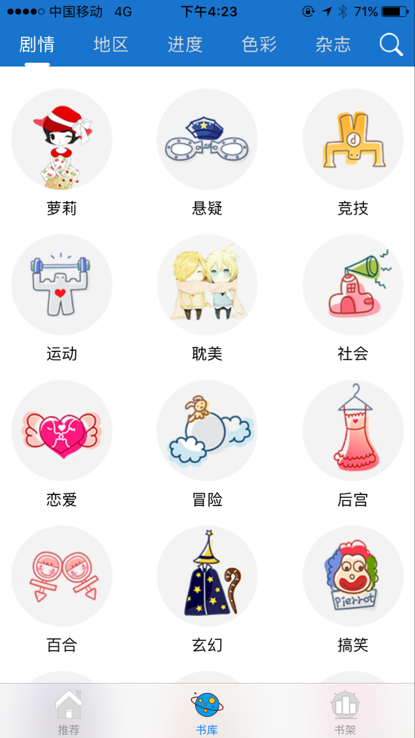 中国移动 4G 下午4:23 71%
剧情 地区 进度 色彩 杂志
萝莉 悬疑 竞技
d
运动 耽美 社会
恋爱 冒险 后宫
Pierrot
百合 玄幻 搞笑
推荐 书库 书架